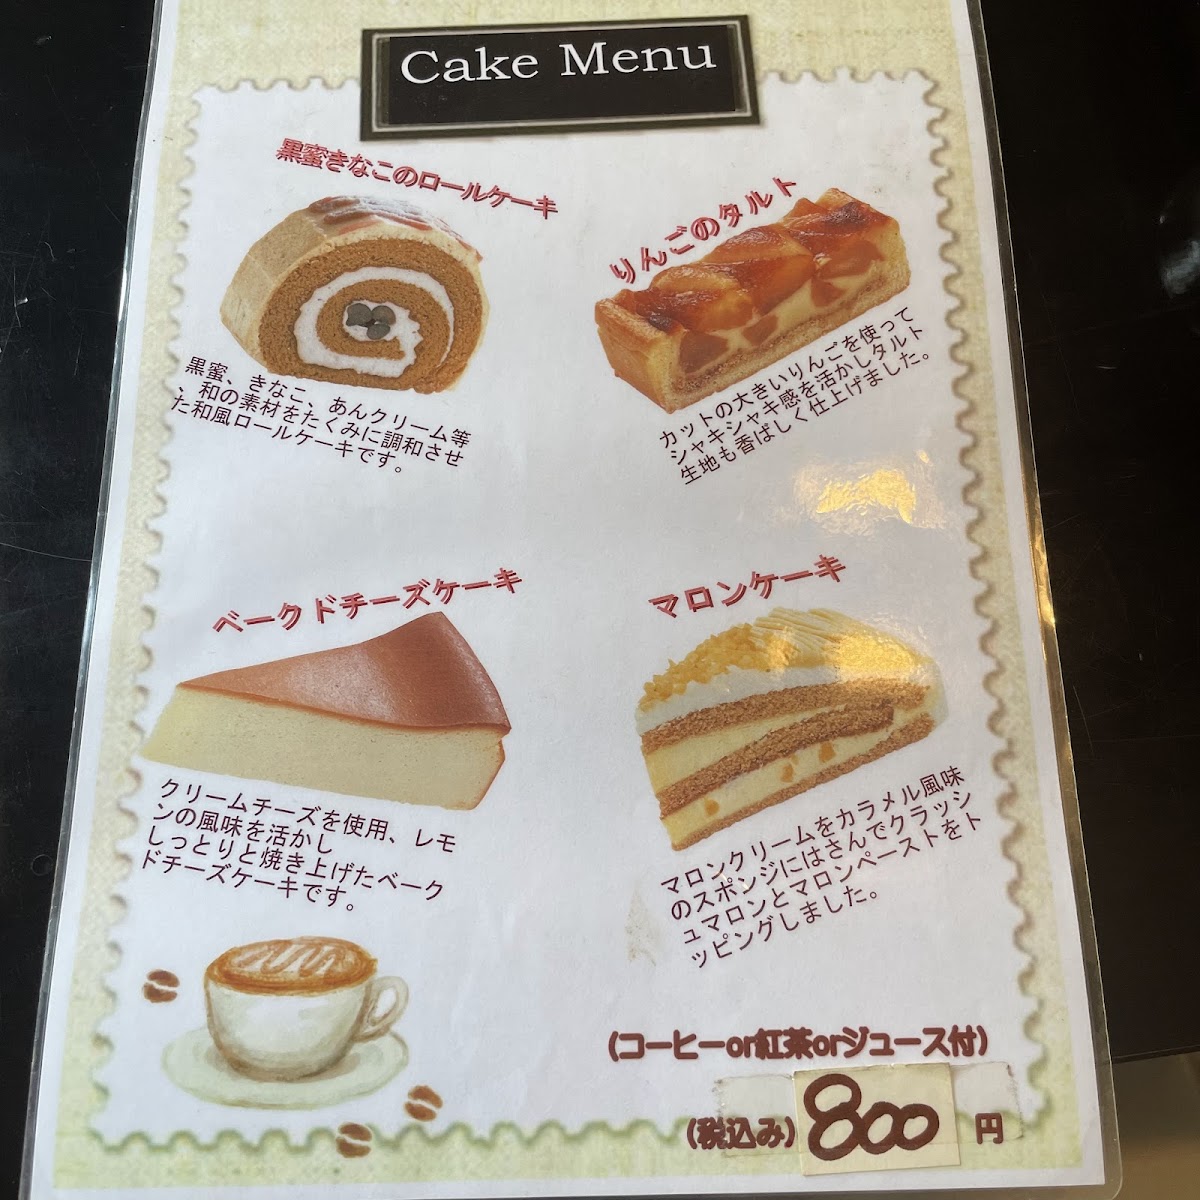 Cake Menu
黒蜜きなこのロールケーキ
黒蜜、きなこ、あんクリーム等
、和の素材をたくみに調和させ
た和風ロールケーキです。
りんごのタルト
カットの大きいりんごを使って
シャキシャキ感を活かしタルト
生地も香ばしく仕上げました。
ベークドチーズケーキ
クリームチーズを使用、レモ
ンの風味を活かし
しっとりと焼き上げたベーク
ドチーズケーキです。
マロンケーキ
マロンクリームをカラメル風味
のスポンジにはさんでクラッシ
ュマロンとマロンペーストをト
ッピングしました。
(コーヒーor紅茶orジュース付)
(税込み) 800 円